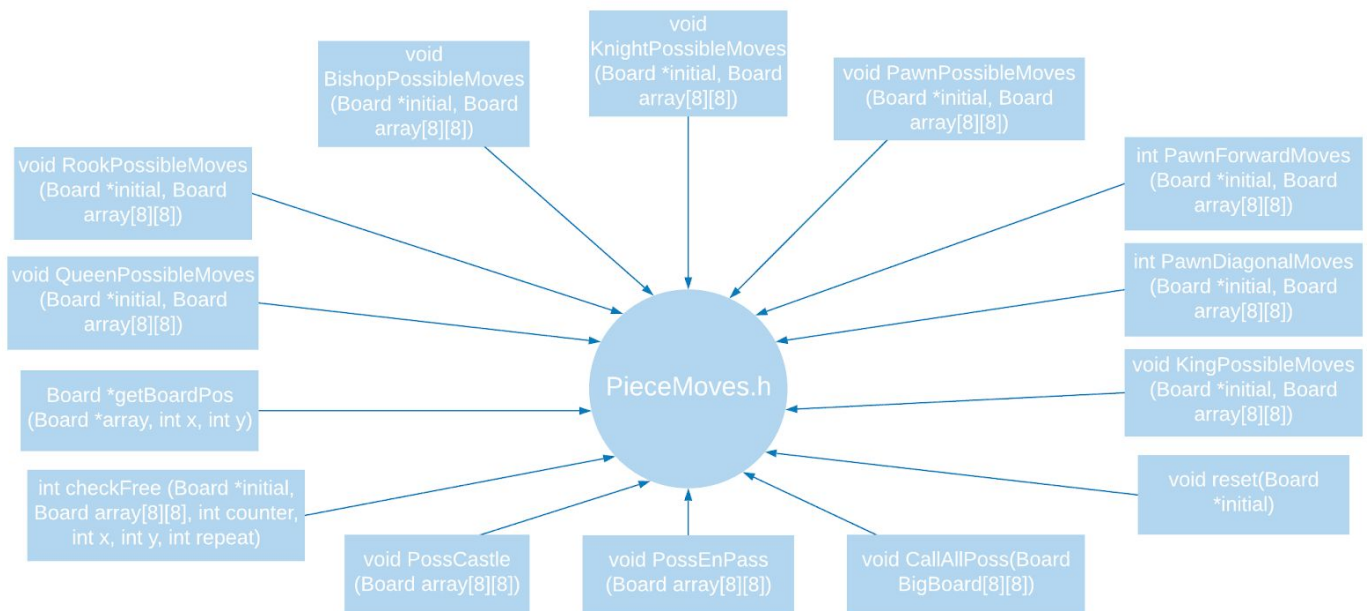 void
KnightPossibleMoves
(Board *initial, Board
array[8][8])
void
BishopPossibleMoves
(Board *initial, Board
array[8][8])
void PawnPossibleMoves
(Board *initial, Board
array[8][8])
void RookPossibleMoves
(Board *initial, Board
array[8][8])
int PawnForwardMoves
(Board *initial, Board
array[8][8])
void QueenPossibleMoves
(Board *initial, Board
array[8][8])
int PawnDiagonalMoves
(Board *initial, Board
array[8][8])
PieceMoves.h
Board *getBoardPos
(Board *array, int x, int y)
void KingPossibleMoves
(Board *initial, Board
array[8][8])
int checkFree (Board *initial,
Board array[8][8], int counter,
int x, int y, int repeat)
void reset(Board
*initial)
void PossCastle
(Board array[8][8])
void PossEnPass
(Board array[8][8])
void CallAllPoss(Board
BigBoard[8][8])